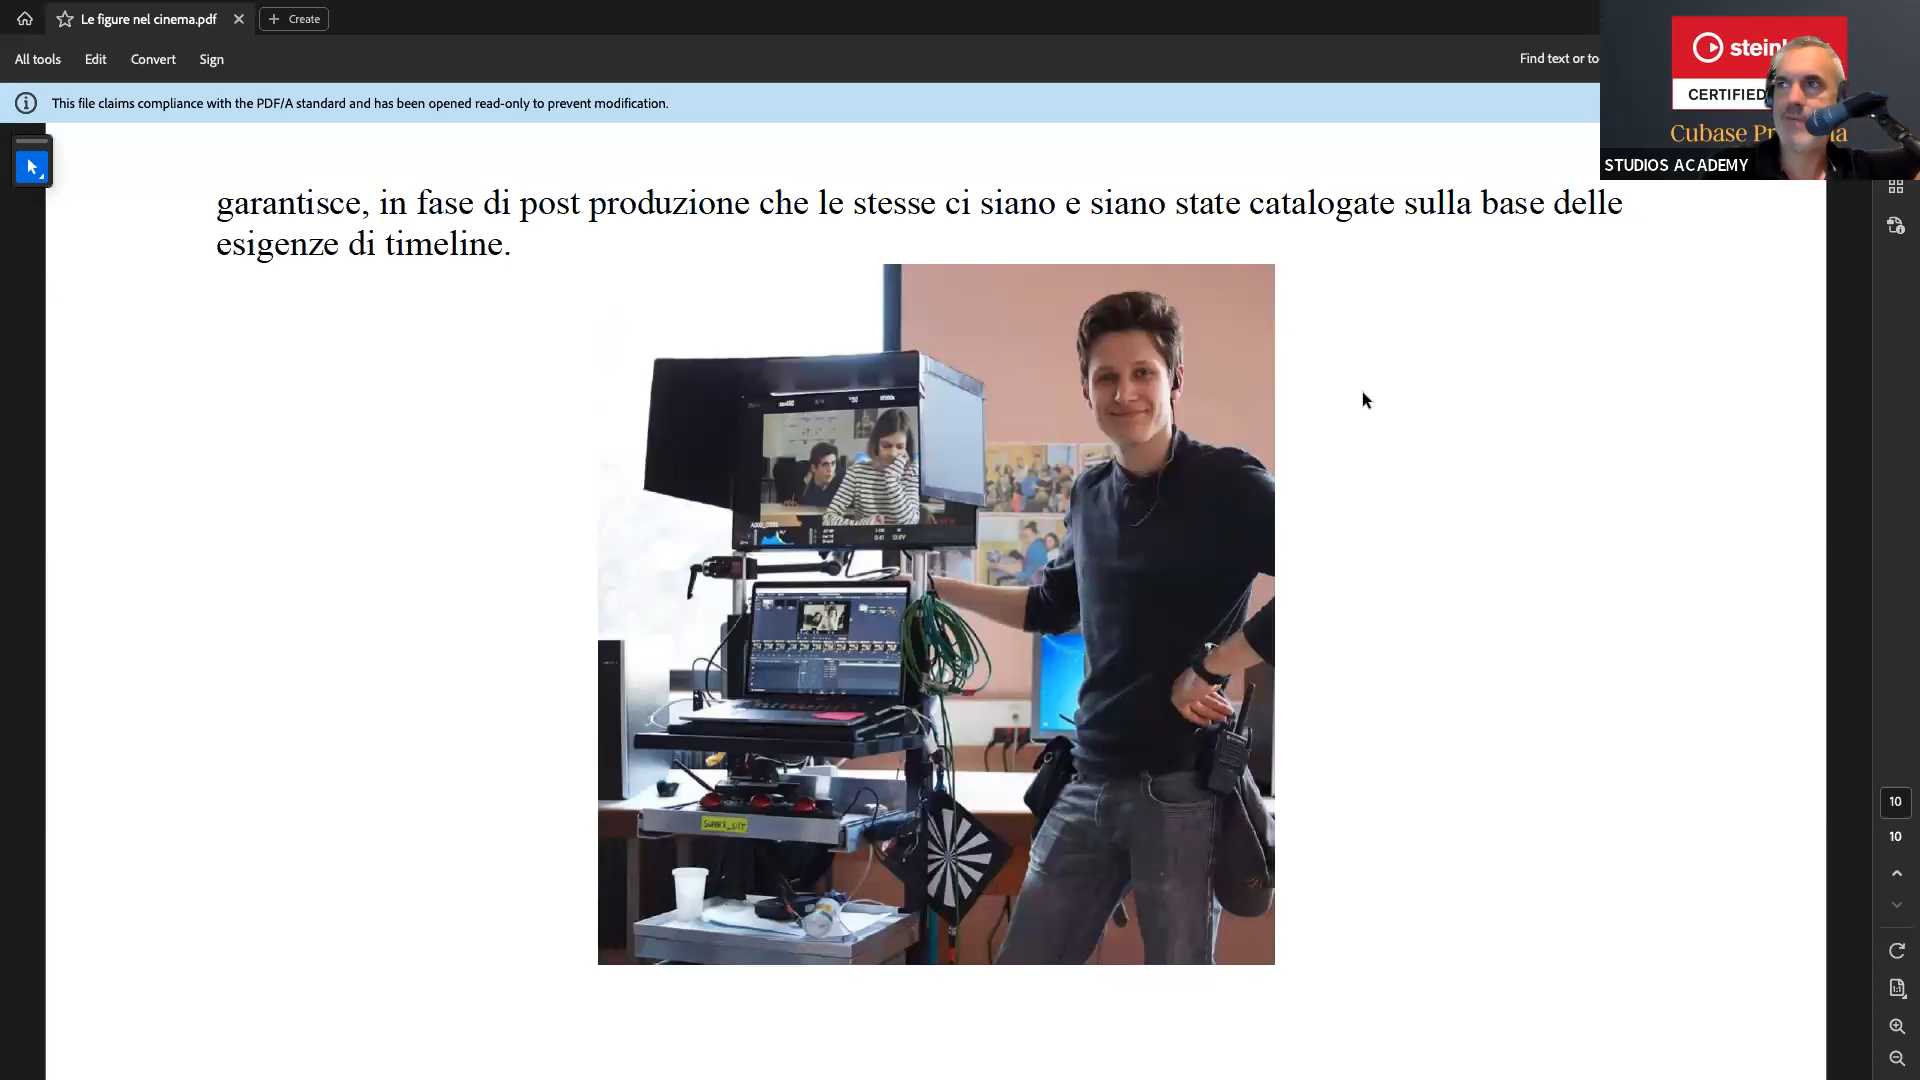 Le figure nel cinema.pdf
Create
All tools
Edit
Convert
Sign
Find text or to
This file claims compliance with the PDF/A standard and has been opened read-only to prevent modification.
CERTIFIED
Cubase
STUDIOS ACADEMY
garantisce, in fase di post produzione che le stesse ci siano e siano state catalogate sulla base delle
esigenze di timeline.
10
10